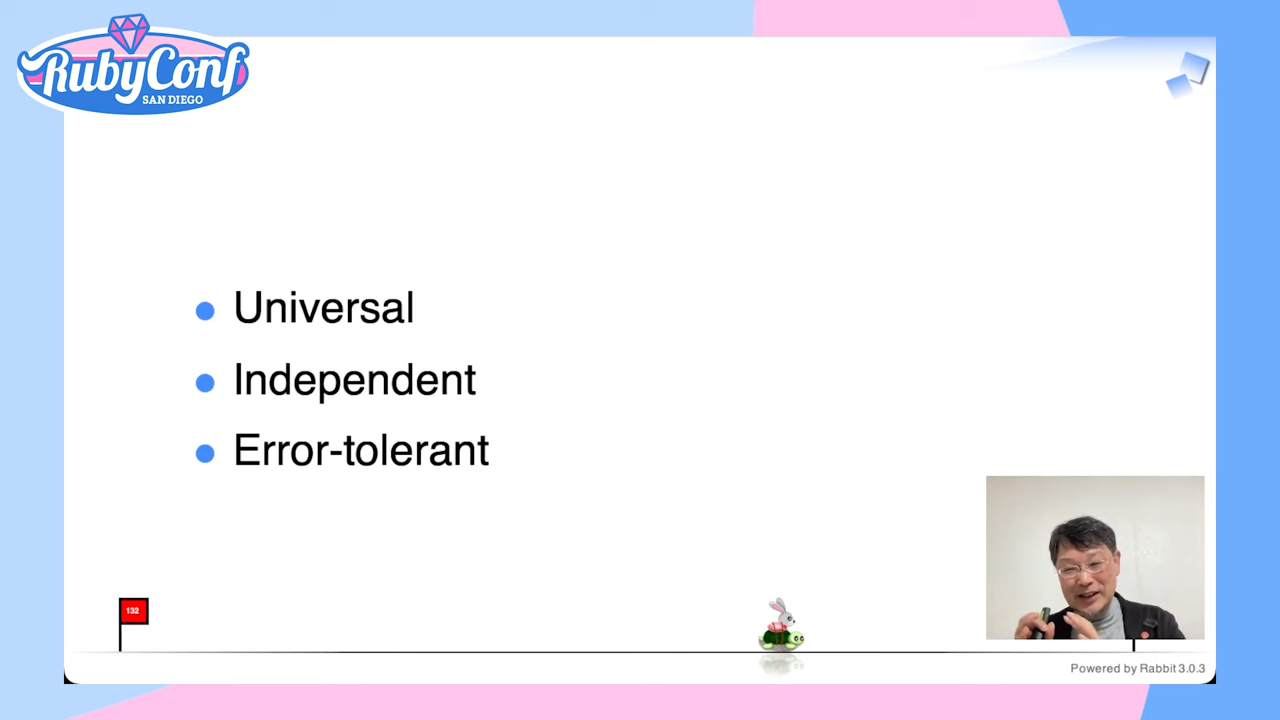 RubyConf
SAN DIEGO
Universal
Independent
Error-tolerant
132
Powered by Rabbit 3.0.3